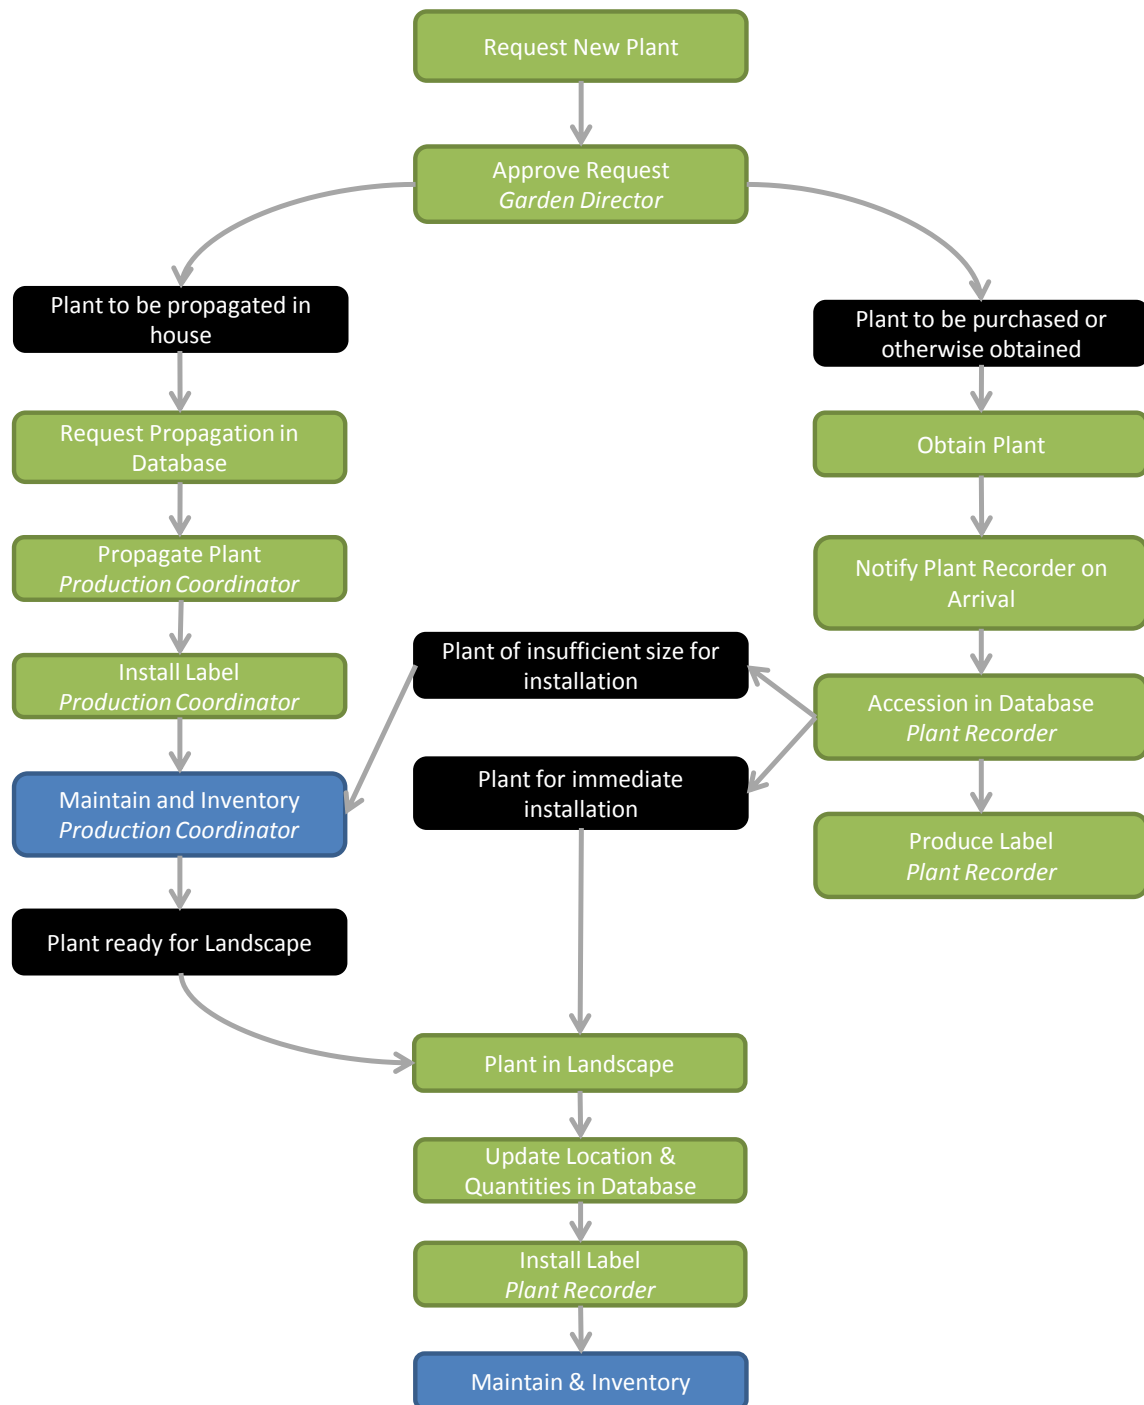 Request New Plant
Approve Request
Garden Director
Plant to be propagated in
house
Request Propagation in
Database
Propagate Plant
Production Coordinator
Install Label
Production Coordinator
Maintain and Inventory
Production Coordinator
Plant ready for Landscape
Plant to be purchased or
otherwise obtained
Obtain Plant
Notify Plant Recorder on
Arrival
Accession in Database
Plant Recorder
Produce Label
Plant Recorder
Plant of insufficient size for
installation
Plant for immediate
installation
Plant in Landscape
Update Location &
Quantities in Database
Install Label
Plant Recorder
Maintain & Inventory